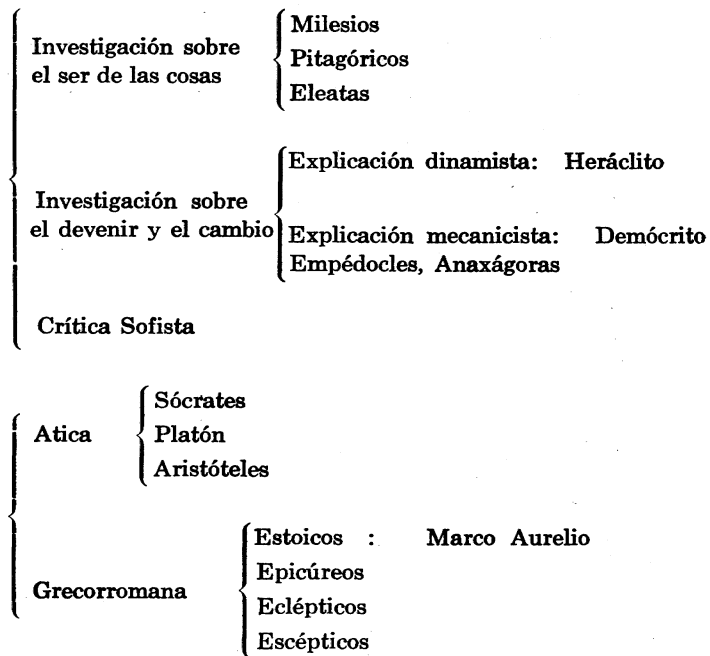 Investigación sobre
el ser de las cosas
Milesios
Pitagóricos
Eleatas
Investigación sobre
el devenir y el cambio
Explicación dinamista: Heráclito
Explicación mecanicista: Demócrito
Empédocles, Anaxágoras
Crítica Sofista
Atica
Sócrates
Platón
Aristóteles
Grecorromana
Estoicos : Marco Aurelio
Epicúreos
Eclépticos
Escépticos